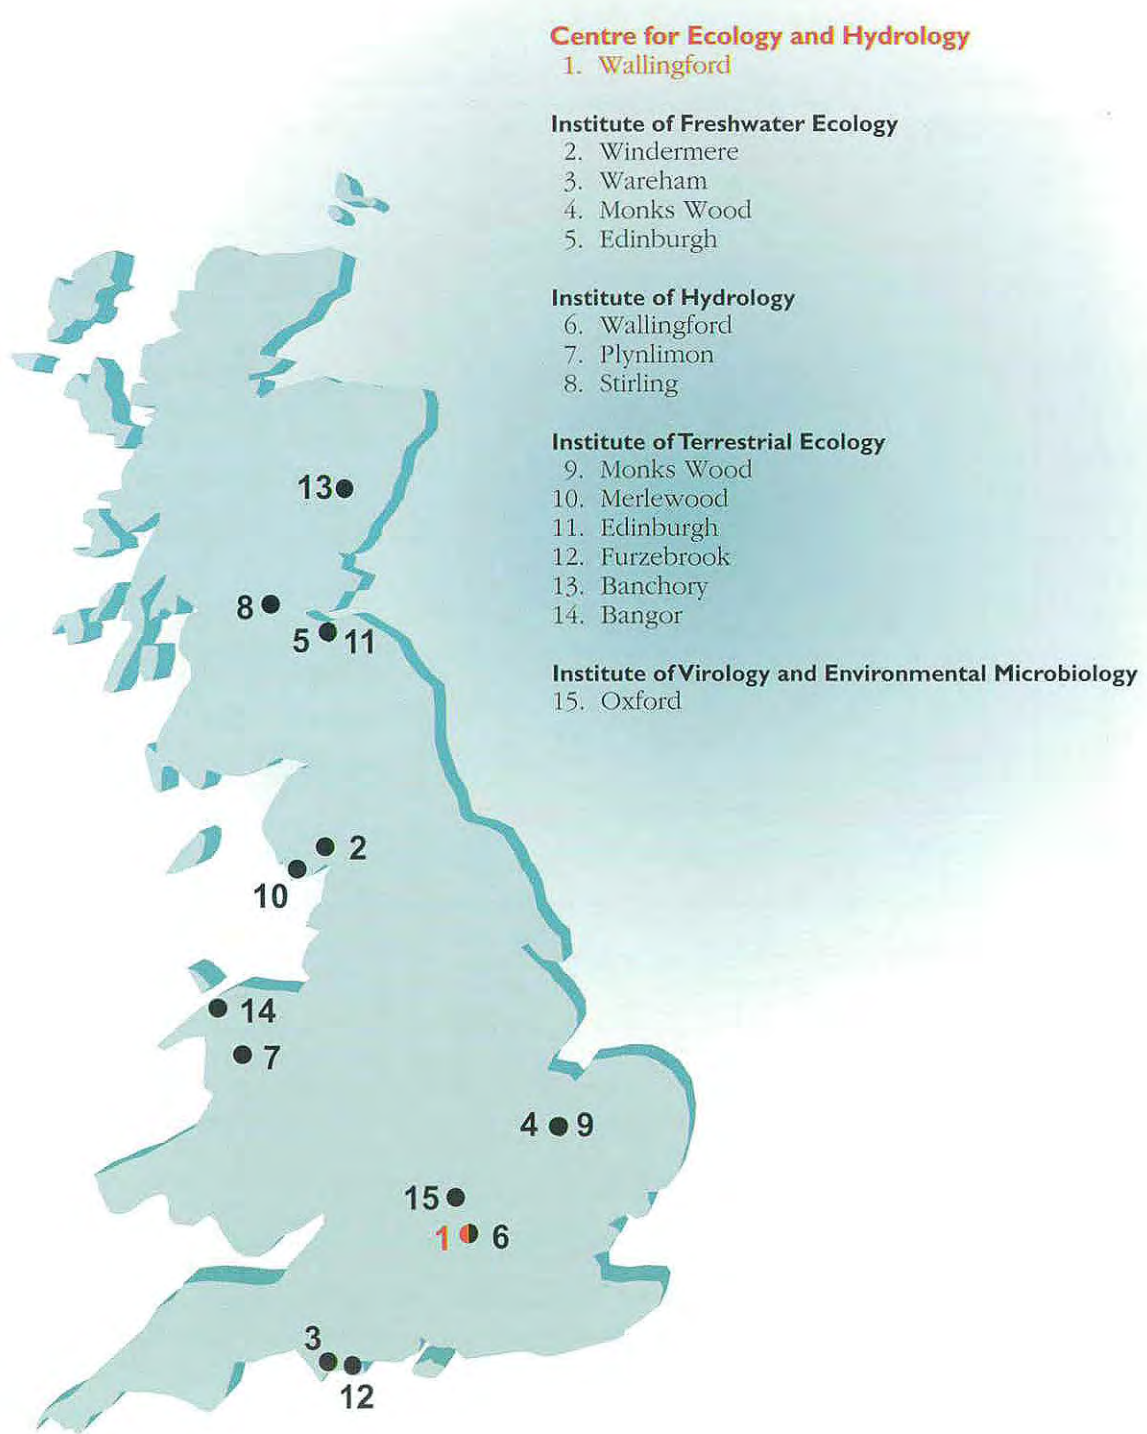 Centre for Ecology and Hydrology
1. Wallingford
Institute of Freshwater Ecology
2. Windermere
3. Wareham
4. Monks Wood
5. Edinburgh
Institute of Hydrology
6. Wallingford
7. Plynlimon
8. Stirling
Institute of Terrestrial Ecology
9. Monks Wood
10. Merlewood
11. Edinburgh
12. Furzebrook
13. Banchory
14. Bangor
Institute of Virology and Environmental Microbiology
15. Oxford
13
8
5 11
2
10
14
7
4 9
15
1 6
3
12